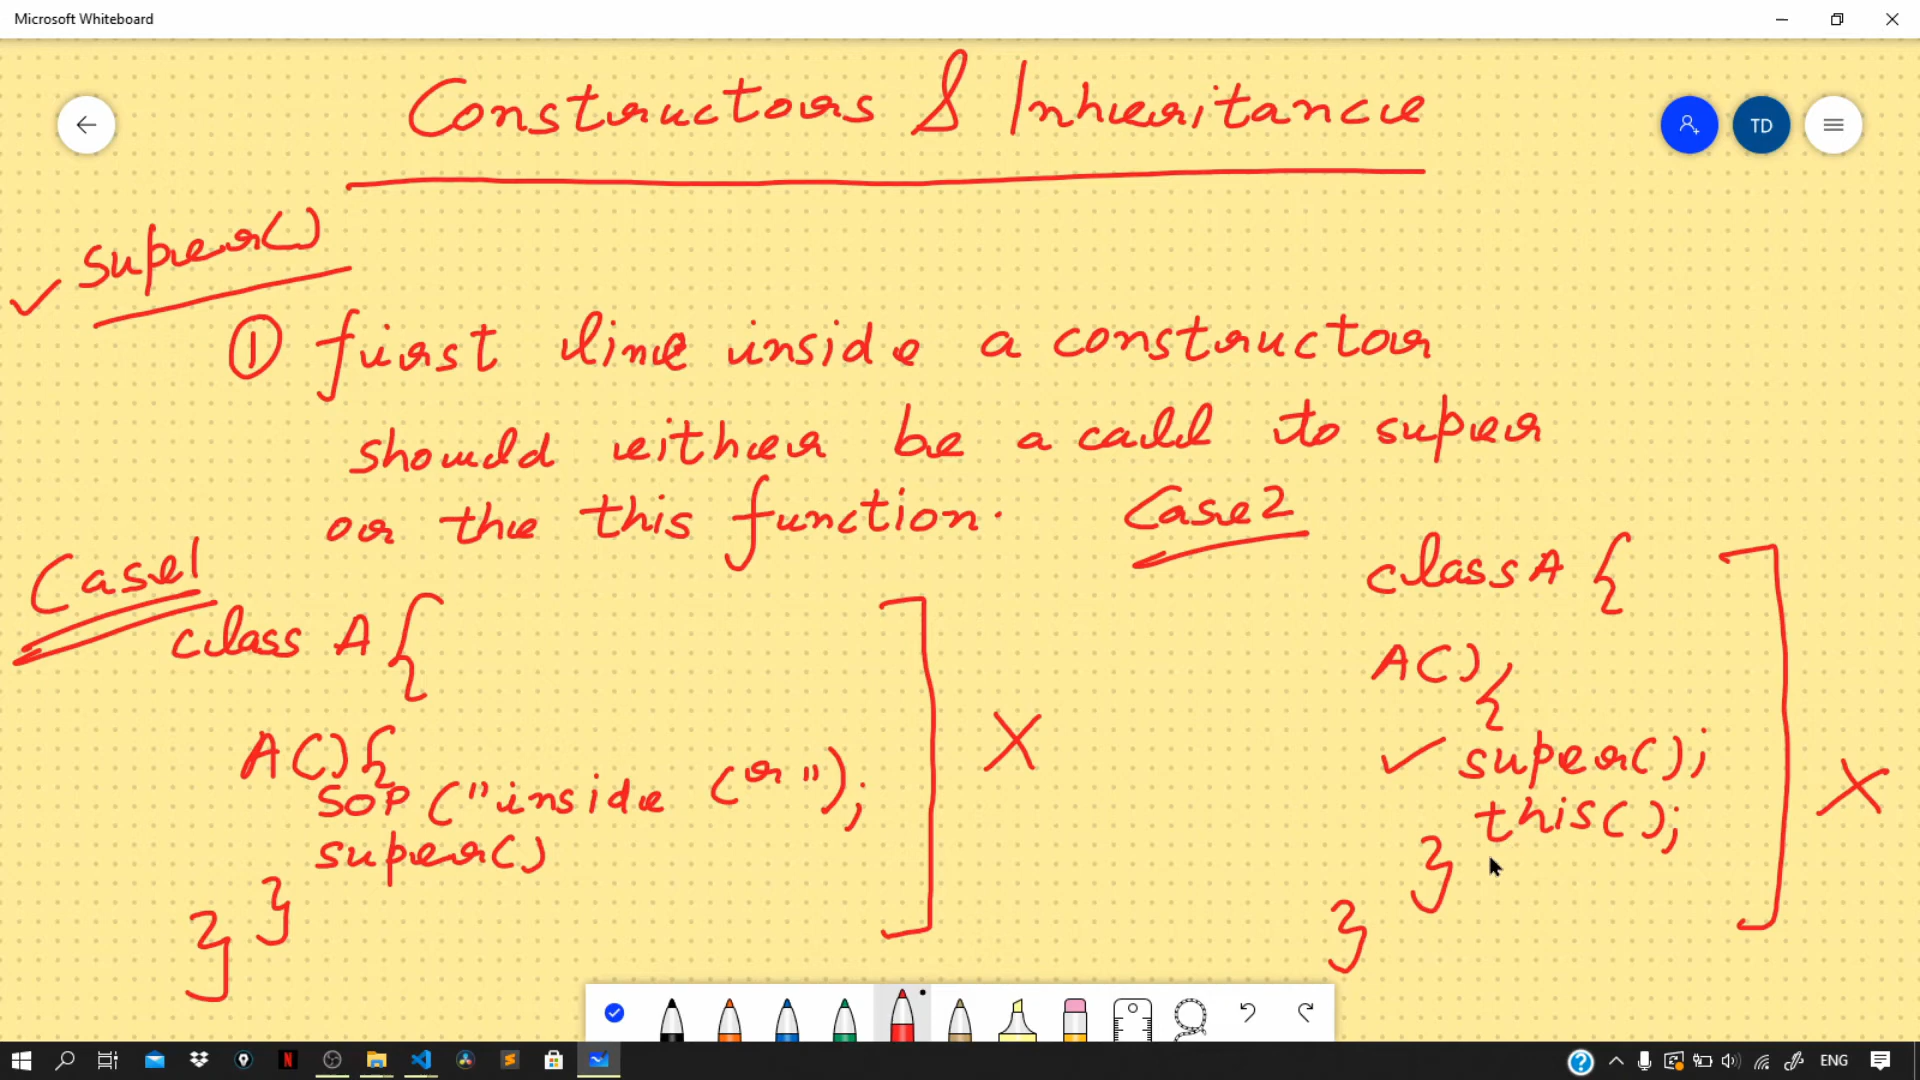 Microsoft Whiteboard
Constructors & Inheritance
TD
super()
① first line inside a constructor
should either be a call to super
or the this function.
Case1
class A {
A(){
SOP ("inside Cor");
super()
}
}
Case2
class A {
A(){
super();
this();
}
}
ENG